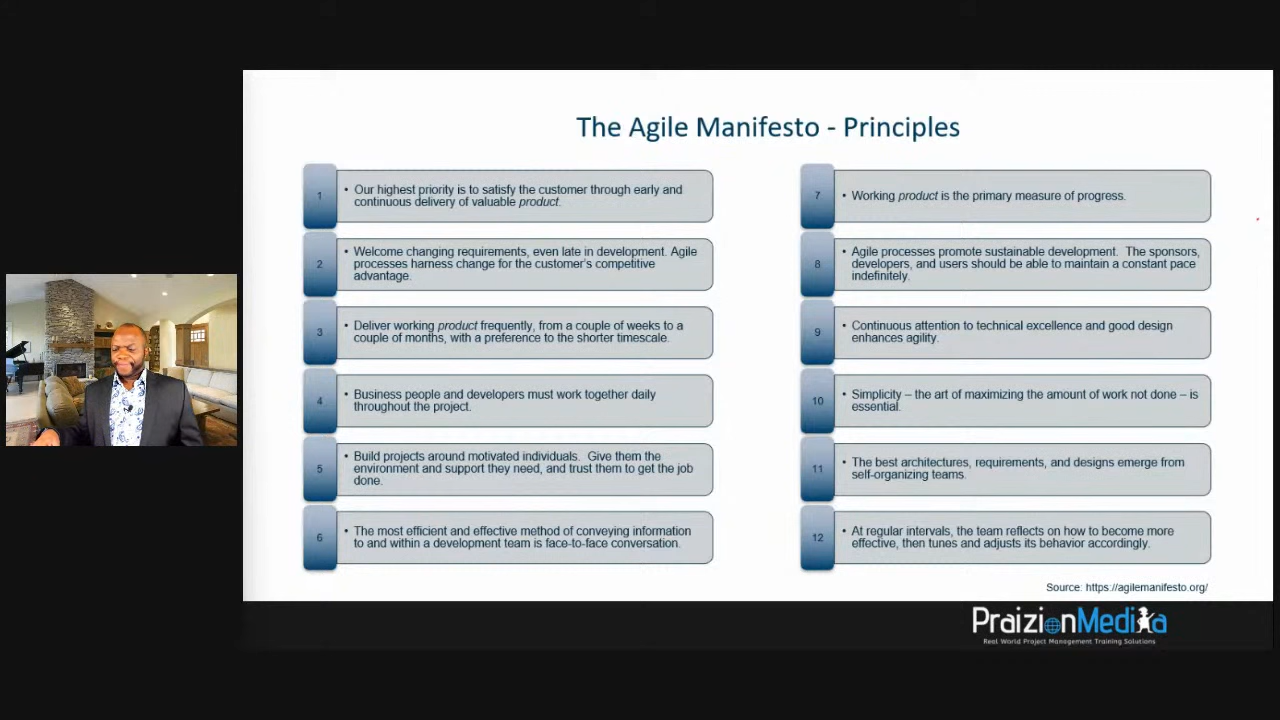 The Agile Manifesto - Principles
1
• Our highest priority is to satisfy the customer through early and
continuous delivery of valuable product.
2
• Welcome changing requirements, even late in development. Agile
processes harness change for the customer's competitive
advantage.
3
• Deliver working product frequently, from a couple of weeks to a
couple of months, with a preference to the shorter timescale.
4
• Business people and developers must work together daily
throughout the project.
5
• Build projects around motivated individuals.  Give them the
environment and support they need, and trust them to get the job
done.
6
• The most efficient and effective method of conveying information
to and within a development team is face-to-face conversation.
7
• Working product is the primary measure of progress.
8
• Agile processes promote sustainable development.  The sponsors,
developers, and users should be able to maintain a constant pace
indefinitely.
9
• Continuous attention to technical excellence and good design
enhances agility.
10
• Simplicity – the art of maximizing the amount of work not done – is
essential.
11
• The best architectures, requirements, and designs emerge from
self-organizing teams.
12
• At regular intervals, the team reflects on how to become more
effective, then tunes and adjusts its behavior accordingly.
Source: https://agilemanifesto.org/
PraizionMedia
Real World Project Management Training Solutions